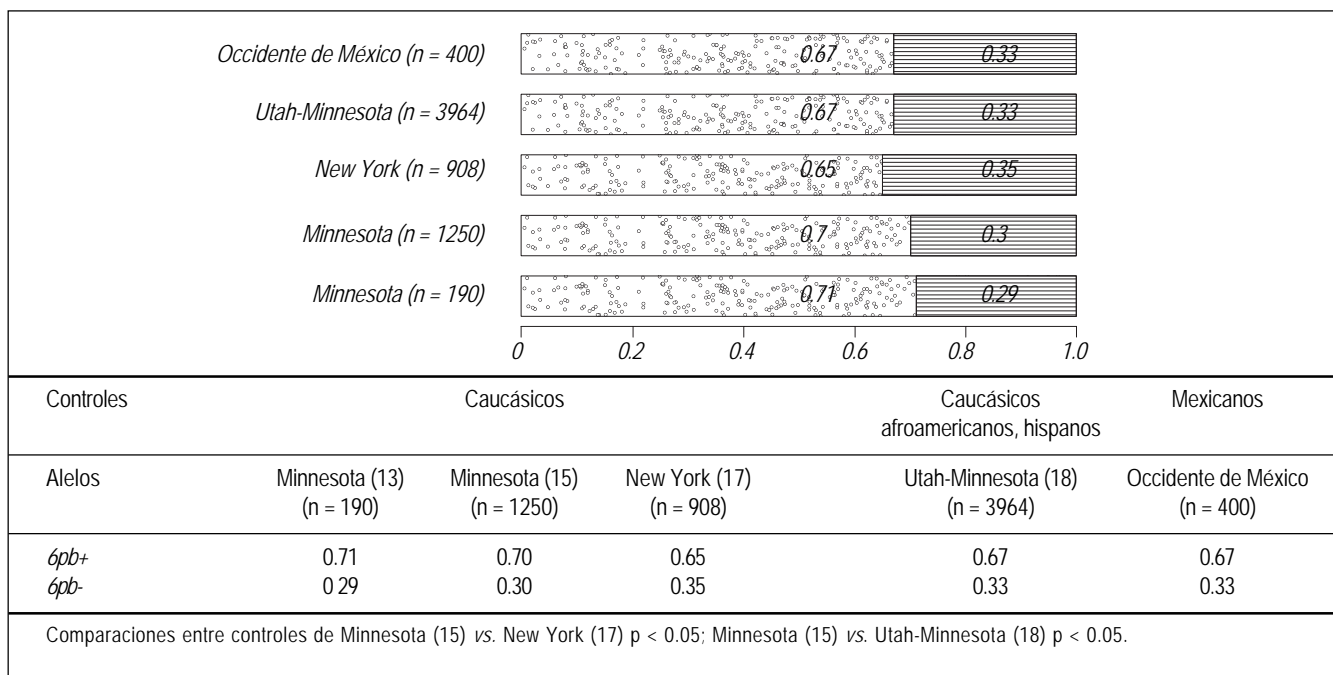 Occidente de México (n = 400) 0.67 0.33
Utah-Minnesota (n = 3964) 0.67 0.33
New York (n = 908) 0.65 0.35
Minnesota (n = 1250) 0.7 0.3
Minnesota (n = 190) 0.71 0.29
0 0.2 0.4 0.6 0.8 1.0
Controles Caucásicos Caucásicos Mexicanos
afroamericanos, hispanos
Alelos Minnesota (13) Minnesota (15) New York (17) Utah-Minnesota (18) Occidente de México
(n = 190) (n = 1250) (n = 908) (n = 3964) (n = 400)
6pb+ 0.71 0.70 0.65 0.67 0.67
6pb- 0 29 0.30 0.35 0.33 0.33
Comparaciones entre controles de Minnesota (15) vs. New York (17) p < 0.05; Minnesota (15) vs. Utah-Minnesota (18) p < 0.05.